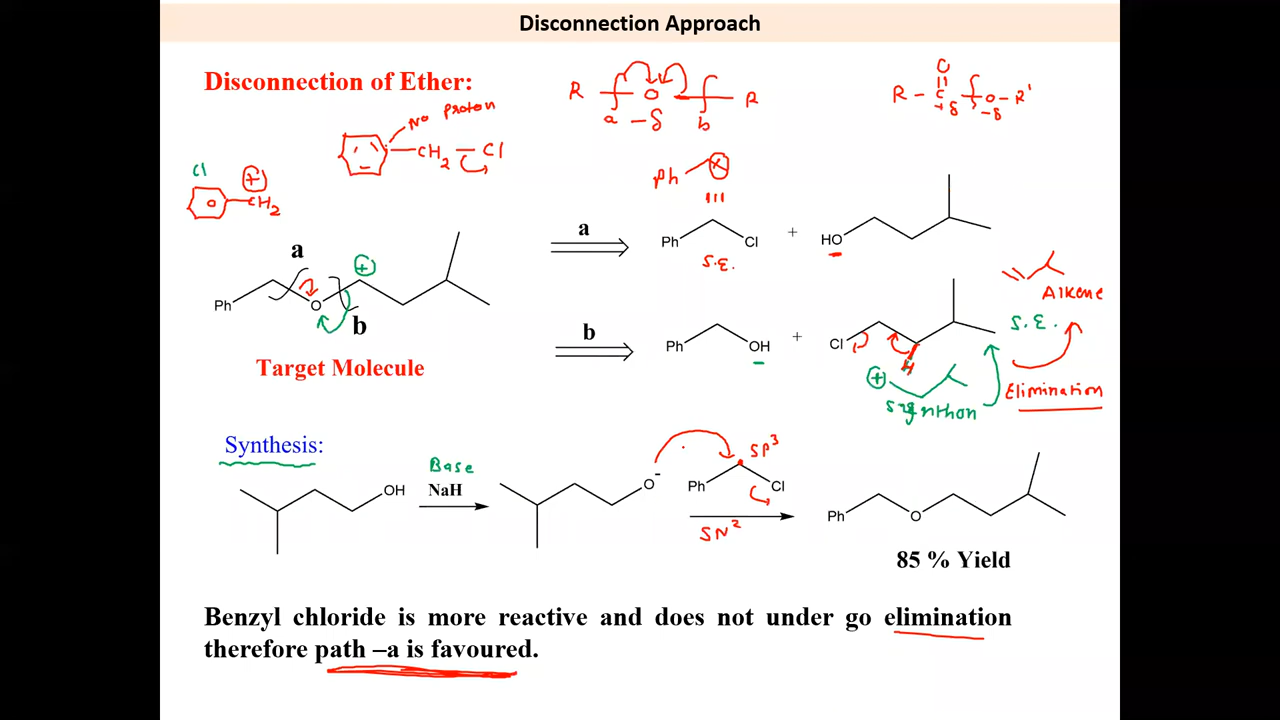 Disconnection Approach
Disconnection of Ether:
R O R
a -δ b
O
R - C - O - R'
+δ -δ
No Proton
CH2 - Cl
Cl
+
CH2
Ph X
a
Ph Cl + HO
S.E.
a
+
Ph O
b
Target Molecule
b
Ph OH + Cl
H
Alkene
S.E.
Elimination
+
Synthon
Synthesis:
OH
Base
NaH
O-
SP3
Ph Cl
SN2
Ph O
85 % Yield
Benzyl chloride is more reactive and does not under go elimination
therefore path –a is favoured.